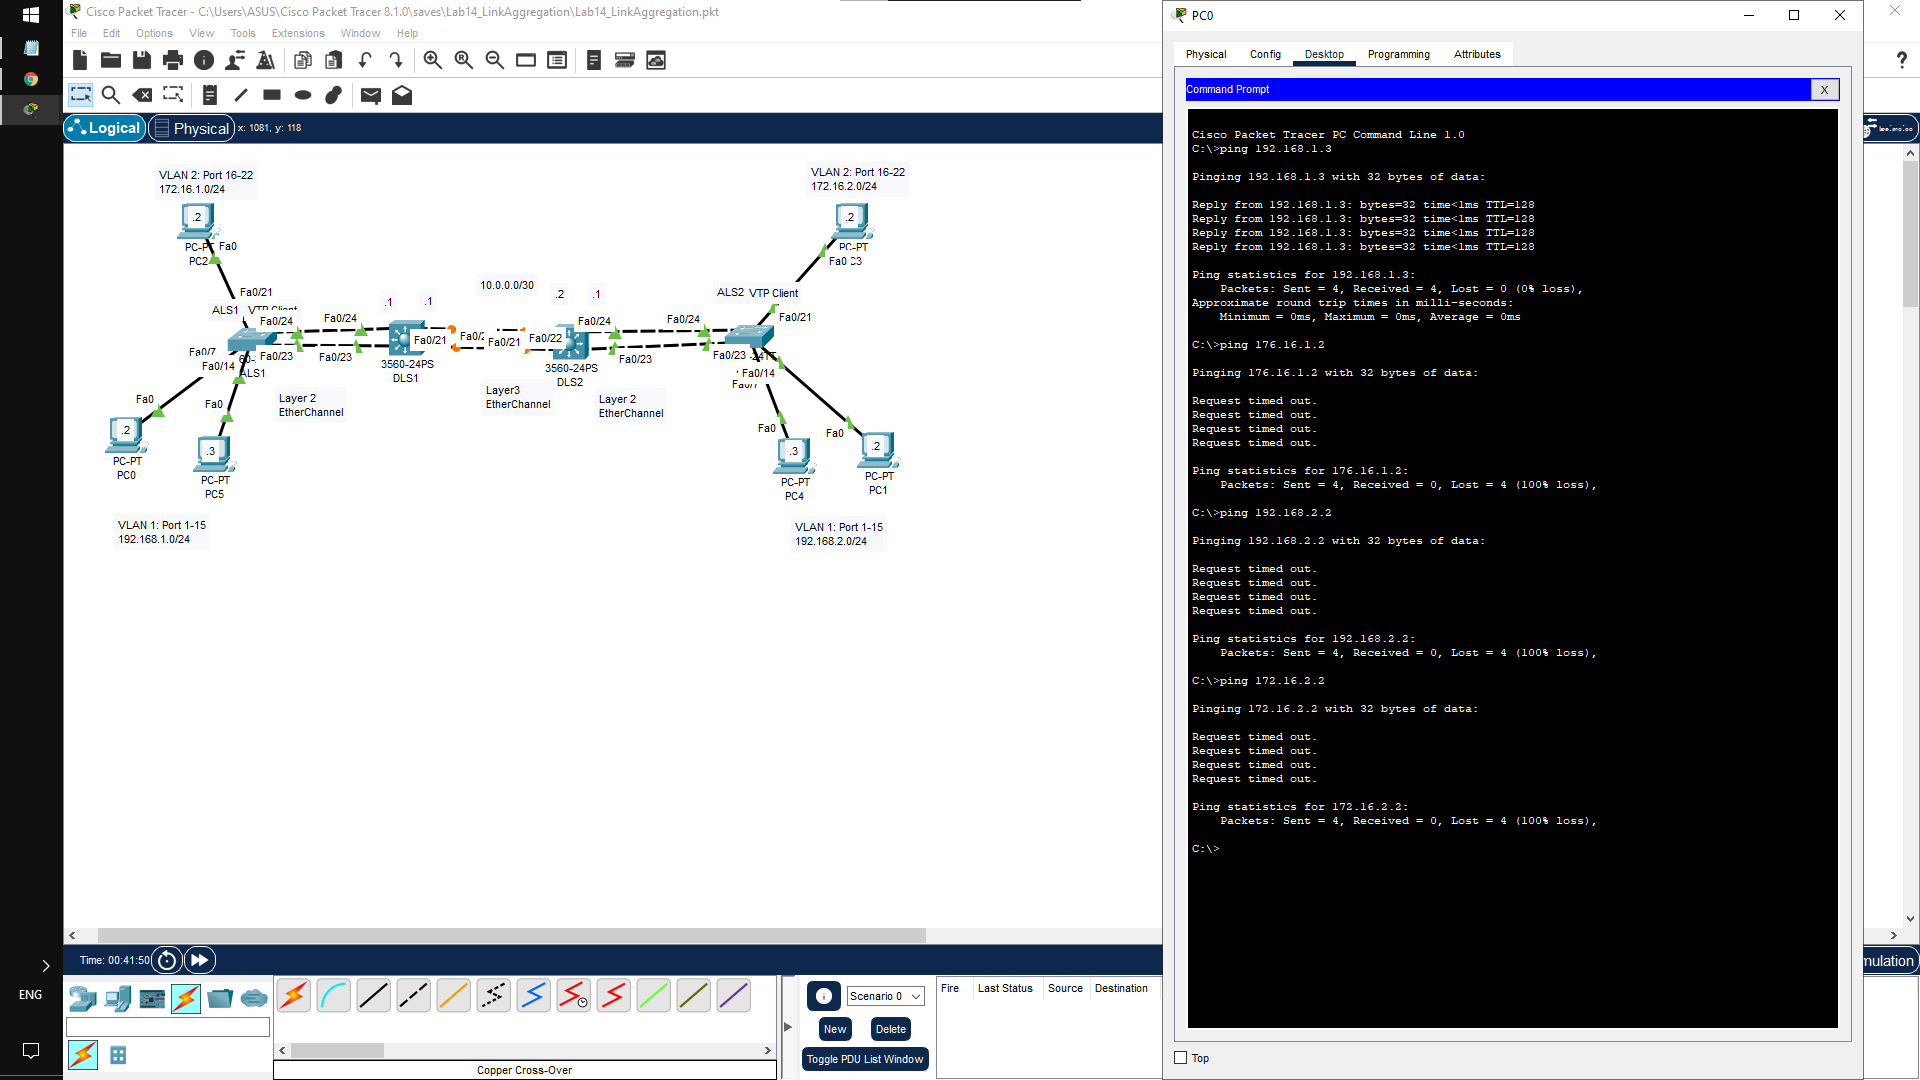 Cisco Packet Tracer - C:\Users\ASUS\Cisco Packet Tracer 8.1.0\saves\Lab14_LinkAggregation\Lab14_LinkAggregation.pkt
File Edit Options View Tools Extensions Window Help
Logical Physical x: 1081, y: 118
VLAN 2: Port 16-22
172.16.1.0/24
.2
Fa0
PC2
Fa0/21
ALS1 VTP Client
Fa0/24
Fa0/24
Fa0/7
Fa0/14
Fa0/23
Fa0/23
ALS1
.1
.1
10.0.0.0/30
.2
.1
Fa0/21
Fa0/21
Fa0/22
3560-24PS
DLS1
3560-24PS
DLS2
Fa0/24
Fa0/23
Fa0/24
Fa0/23
Layer 2
EtherChannel
Layer3
EtherChannel
Layer 2
EtherChannel
VLAN 2: Port 16-22
172.16.2.0/24
.2
PC-PT
Fa0
ALS2 VTP Client
Fa0/21
Fa0/14
Fa0
.2
PC-PT
PC0
Fa0
.3
PC-PT
PC5
VLAN 1: Port 1-15
192.168.1.0/24
Fa0
.3
PC-PT
PC4
Fa0
.2
PC-PT
PC1
VLAN 1: Port 1-15
192.168.2.0/24
Time: 00:41:50
Scenario 0
New
Delete
Toggle PDU List Window
Fire Last Status Source Destination
Copper Cross-Over
ENG
PC0
Physical Config Desktop Programming Attributes
Command Prompt
X
Cisco Packet Tracer PC Command Line 1.0
C:\>ping 192.168.1.3
Pinging 192.168.1.3 with 32 bytes of data:
Reply from 192.168.1.3: bytes=32 time<1ms TTL=128
Reply from 192.168.1.3: bytes=32 time<1ms TTL=128
Reply from 192.168.1.3: bytes=32 time<1ms TTL=128
Reply from 192.168.1.3: bytes=32 time<1ms TTL=128
Ping statistics for 192.168.1.3:
Packets: Sent = 4, Received = 4, Lost = 0 (0% loss),
Approximate round trip times in milli-seconds:
Minimum = 0ms, Maximum = 0ms, Average = 0ms
C:\>ping 176.16.1.2
Pinging 176.16.1.2 with 32 bytes of data:
Request timed out.
Request timed out.
Request timed out.
Request timed out.
Ping statistics for 176.16.1.2:
Packets: Sent = 4, Received = 0, Lost = 4 (100% loss),
C:\>ping 192.168.2.2
Pinging 192.168.2.2 with 32 bytes of data:
Request timed out.
Request timed out.
Request timed out.
Request timed out.
Ping statistics for 192.168.2.2:
Packets: Sent = 4, Received = 0, Lost = 4 (100% loss),
C:\>ping 172.16.2.2
Pinging 172.16.2.2 with 32 bytes of data:
Request timed out.
Request timed out.
Request timed out.
Request timed out.
Ping statistics for 172.16.2.2:
Packets: Sent = 4, Received = 0, Lost = 4 (100% loss),
C:\>
Top